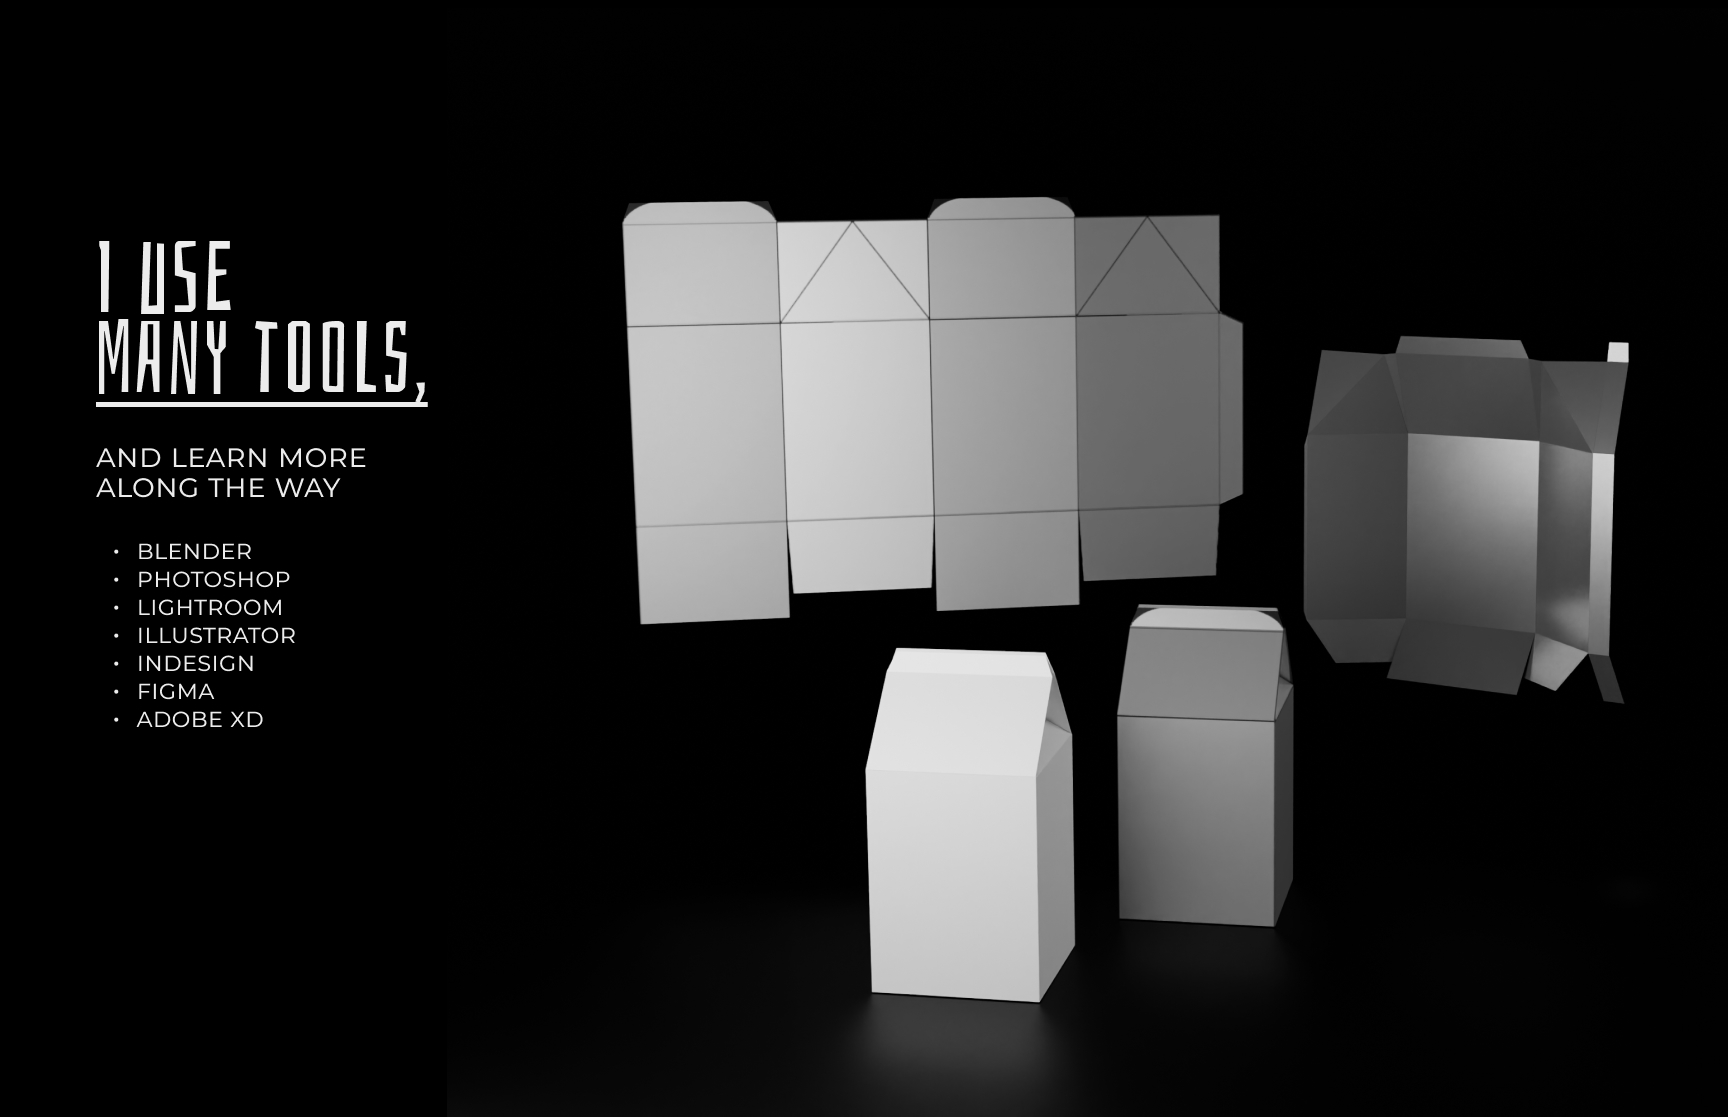 I USE
MANY TOOLS,
AND LEARN MORE
ALONG THE WAY
• BLENDER
• PHOTOSHOP
• LIGHTROOM
• ILLUSTRATOR
• INDESIGN
• FIGMA
• ADOBE XD